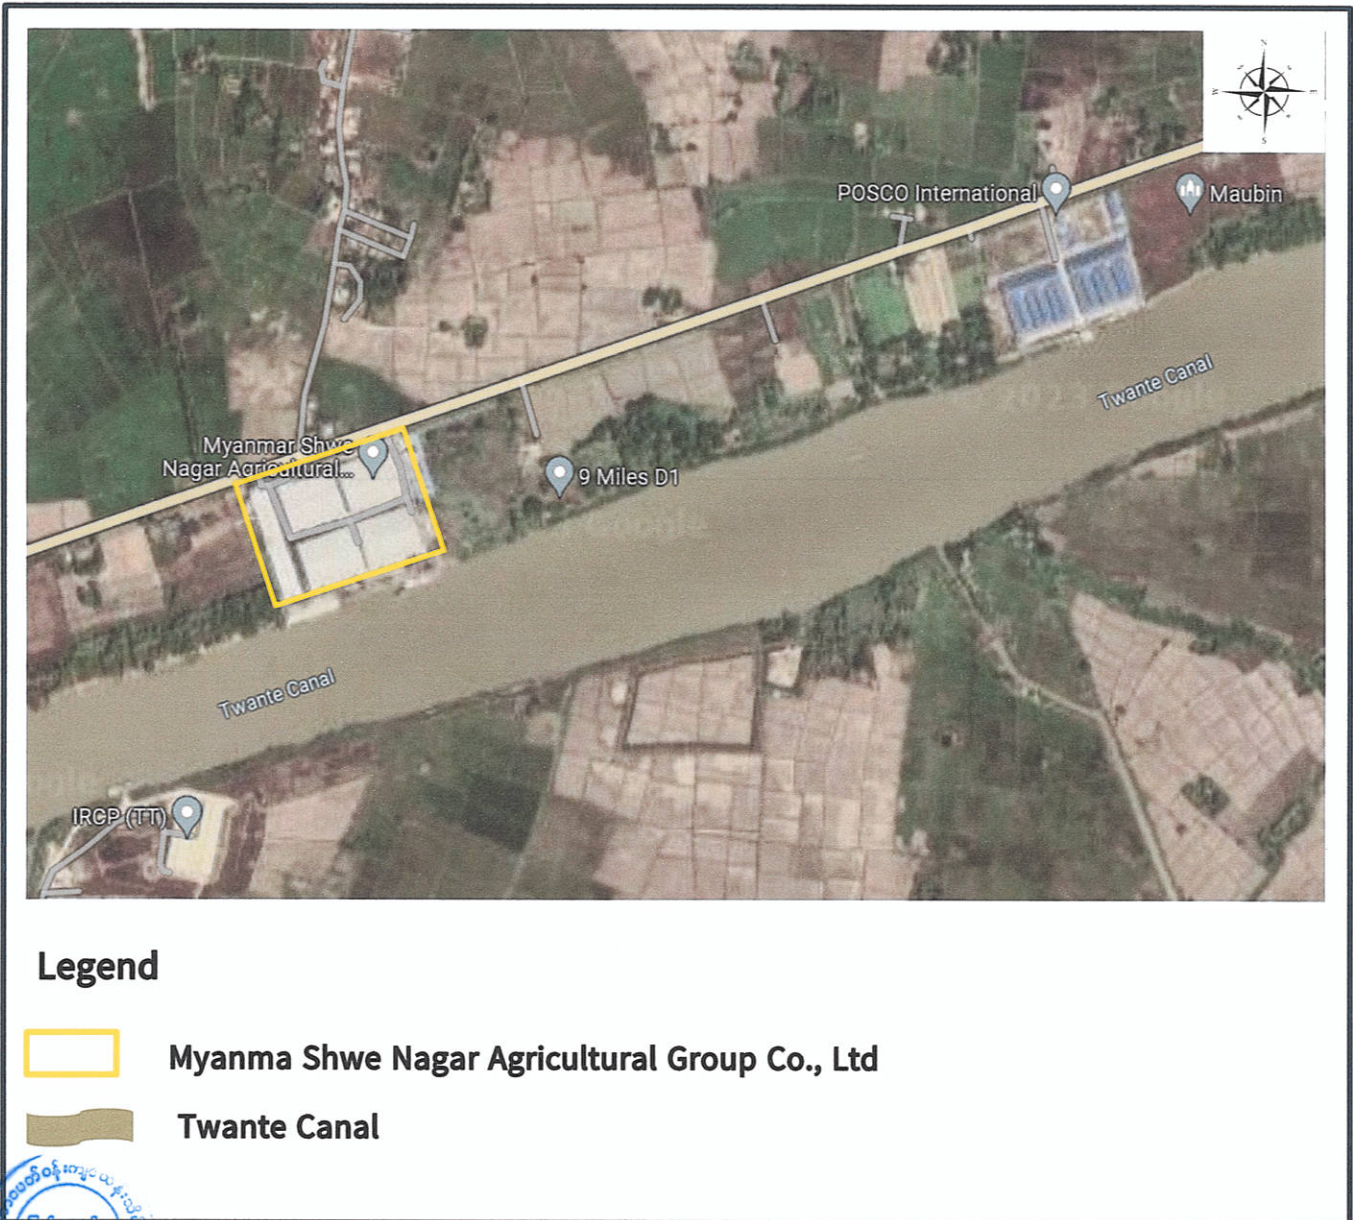 N
W
E
S
POSCO International
Maubin
Twante Canal
Myanmar Shwe
Nagar Agricultural...
9 Miles D1
Twante Canal
IRCP (TT)
Legend
Myanma Shwe Nagar Agricultural Group Co., Ltd
Twante Canal